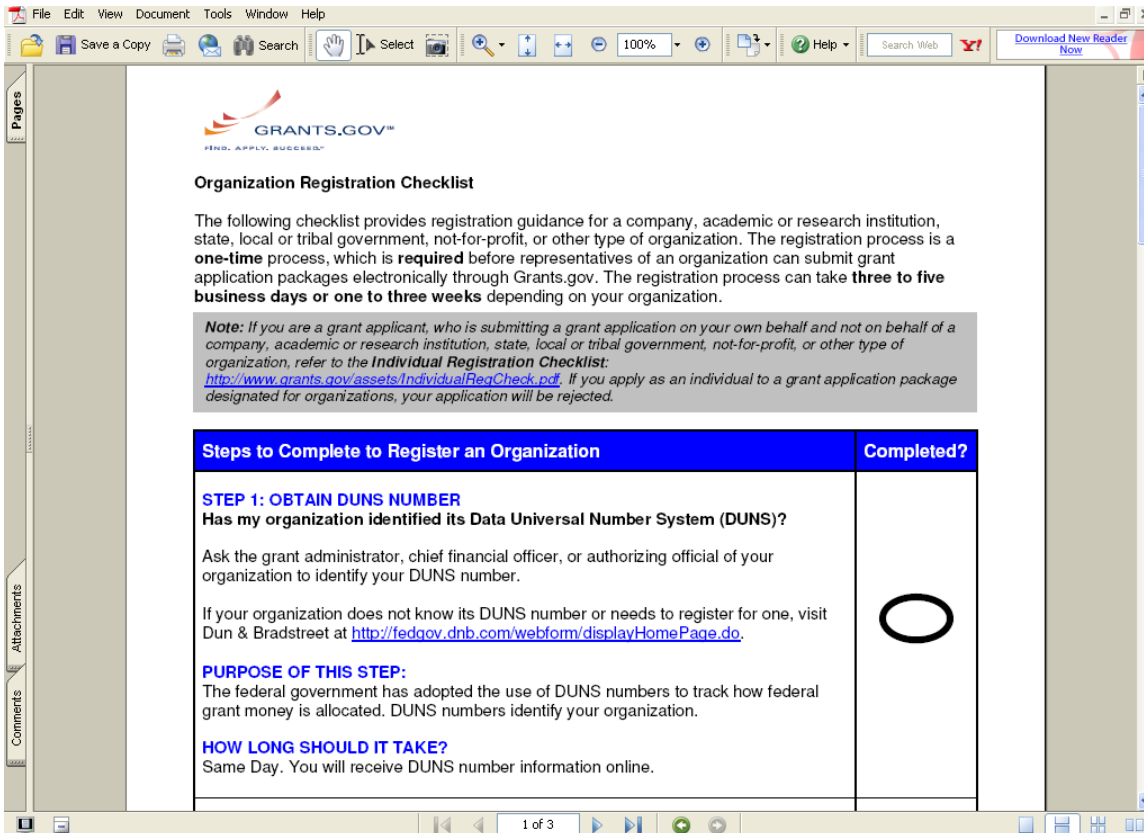 File Edit View Document Tools Window Help
Save a Copy Search Select 100% Help Search Web Y! Download New Reader
Now
Pages
GRANTS.GOV℠
FIND. APPLY. SUCCEED.℠
Organization Registration Checklist
The following checklist provides registration guidance for a company, academic or research institution,
state, local or tribal government, not-for-profit, or other type of organization. The registration process is a
one-time process, which is required before representatives of an organization can submit grant
application packages electronically through Grants.gov. The registration process can take three to five
business days or one to three weeks depending on your organization.
Note: If you are a grant applicant, who is submitting a grant application on your own behalf and not on behalf of a
company, academic or research institution, state, local or tribal government, not-for-profit, or other type of
organization, refer to the Individual Registration Checklist:
http://www.grants.gov/assets/IndividualRegCheck.pdf. If you apply as an individual to a grant application package
designated for organizations, your application will be rejected.
Steps to Complete to Register an Organization Completed?
STEP 1: OBTAIN DUNS NUMBER
Has my organization identified its Data Universal Number System (DUNS)?
Ask the grant administrator, chief financial officer, or authorizing official of your
organization to identify your DUNS number.
If your organization does not know its DUNS number or needs to register for one, visit
Dun & Bradstreet at http://fedgov.dnb.com/webform/displayHomePage.do.
PURPOSE OF THIS STEP:
The federal government has adopted the use of DUNS numbers to track how federal
grant money is allocated. DUNS numbers identify your organization.
HOW LONG SHOULD IT TAKE?
Same Day. You will receive DUNS number information online.
Attachments
Comments
1 of 3